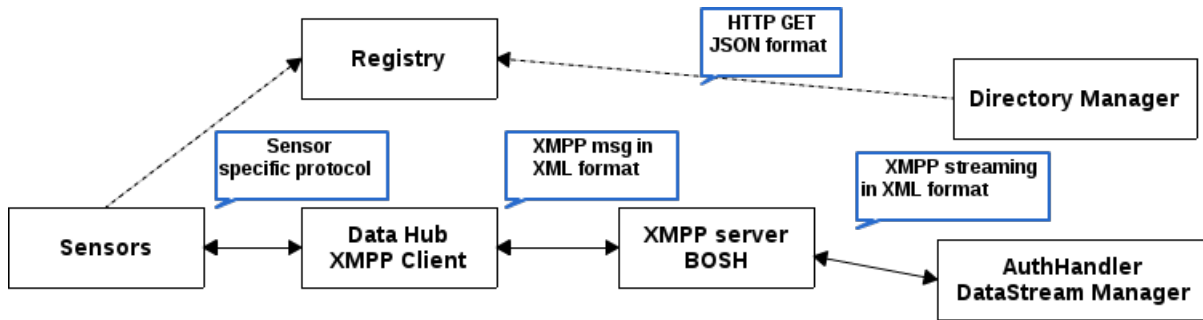 HTTP GET
JSON format
Registry
Directory Manager
Sensor
specific protocol
XMPP msg in
XML format
XMPP streaming
in XML format
Sensors
Data Hub
XMPP Client
XMPP server
BOSH
AuthHandler
DataStream Manager